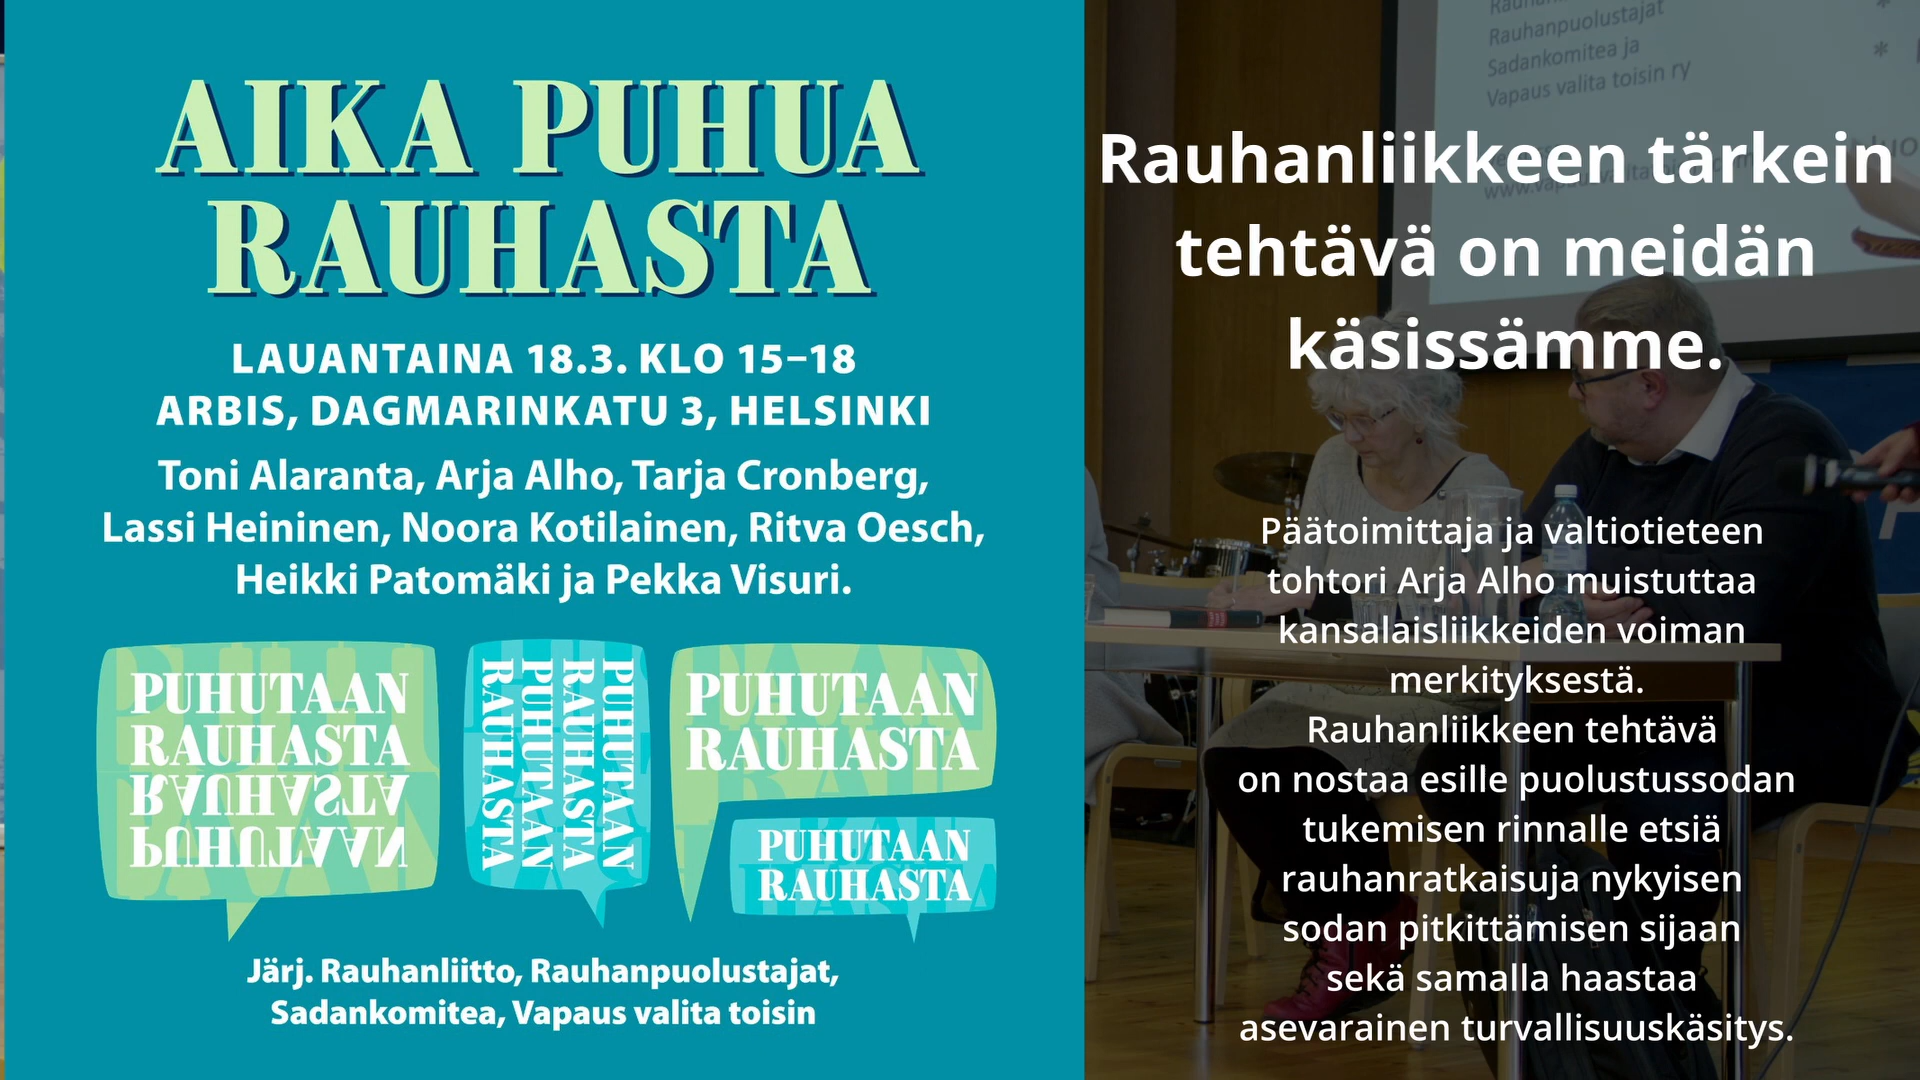 AIKA PUHUA
RAUHASTA
LAUANTAINA 18.3. KLO 15–18
ARBIS, DAGMARINKATU 3, HELSINKI
Toni Alaranta, Arja Alho, Tarja Cronberg,
Lassi Heininen, Noora Kotilainen, Ritva Oesch,
Heikki Patomäki ja Pekka Visuri.
PUHUTAAN
RAUHASTA
RAUHASTA
PUHUTAAN
PUHUTAAN
RAUHASTA
PUHUTAAN
RAUHASTA
PUHUTAAN
RAUHASTA
PUHUTAAN
RAUHASTA
Järj. Rauhanliitto, Rauhanpuolustajat,
Sadankomitea, Vapaus valita toisin
Rauhanpuolustajat
Sadankomitea ja
Vapaus valita toisin ry
Rauhanliikkeen tärkein
tehtävä on meidän
käsissämme.
Päätoimittaja ja valtiotieteen
tohtori Arja Alho muistuttaa
kansalaisliikkeiden voiman
merkityksestä.
Rauhanliikkeen tehtävä
on nostaa esille puolustussodan
tukemisen rinnalle etsiä
rauhanratkaisuja nykyisen
sodan pitkittämisen sijaan
sekä samalla haastaa
asevarainen turvallisuuskäsitys.